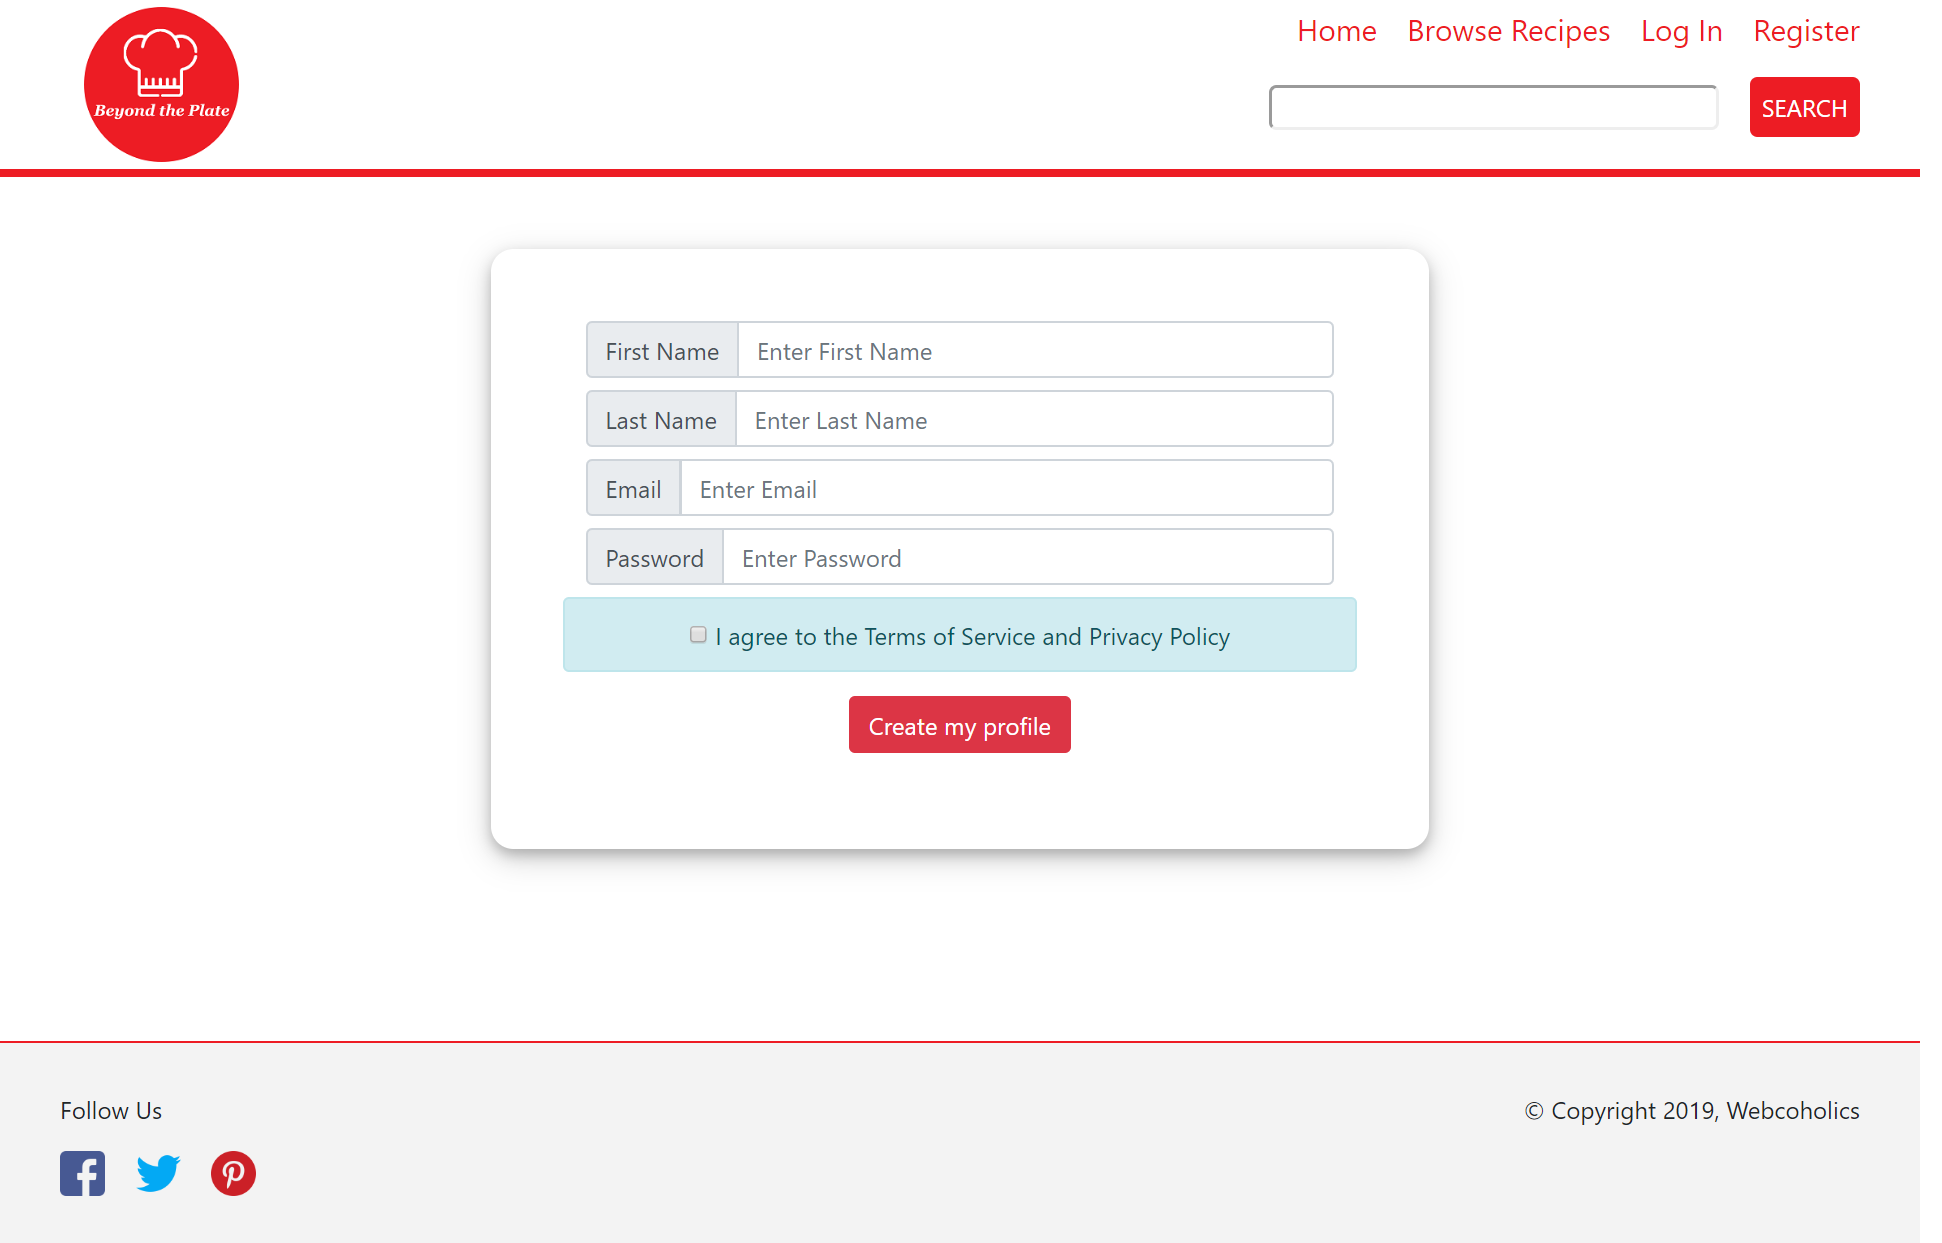 Beyond the Plate
Home Browse Recipes Log In Register
SEARCH
First Name Enter First Name
Last Name Enter Last Name
Email Enter Email
Password Enter Password
I agree to the Terms of Service and Privacy Policy
Create my profile
Follow Us
© Copyright 2019, Webcoholics